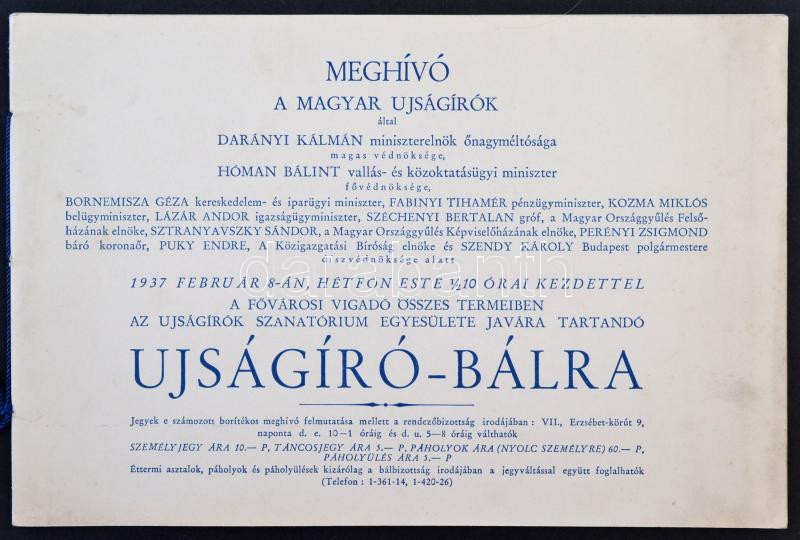 MEGHÍVÓ
A MAGYAR UJSÁGÍRÓK
által
DARÁNYI KÁLMÁN miniszterelnök őnagyméltósága
magas védnöksége,
HÓMAN BÁLINT vallás- és közoktatásügyi miniszter
fővédnöksége,
BORNEMISZA GÉZA kereskedelem- és iparügyi miniszter, FABINYI TIHAMÉR pénzügyminiszter, KOZMA MIKLÓS
belügyminiszter, LÁZÁR ANDOR igazságügyminiszter, SZÉCHENYI BERTALAN gróf, a Magyar Országgyűlés Felső-
házának elnöke, SZTRANYAVSZKY SÁNDOR, a Magyar Országgyűlés Képviselőházának elnöke, PERÉNYI ZSIGMOND
báró koronaőr, PUKY ENDRE, A Közigazgatási Bíróság elnöke és SZENDY KÁROLY Budapest polgármestere
díszvédnöksége alatt
darabanth
1937 FEBRUÁR 8-ÁN, HÉTFŐN ESTE ½10 ÓRAI KEZDETTEL
A FŐVÁROSI VIGADÓ ÖSSZES TERMEIBEN
AZ UJSÁGÍRÓK SZANATÓRIUM EGYESÜLETE JAVÁRA TARTANDÓ
UJSÁGÍRÓ-BÁLRA
Jegyek e számozott borítékos meghívó felmutatása mellett a rendezőbizottság irodájában : VII., Erzsébet-körút 9,
naponta d. e. 10—1 óráig és d. u. 5—8 óráig válthatók
SZEMÉLYJEGY ÁRA 10.— P, TÁNCOSJEGY ÁRA 5.— P, PÁHOLYOK ÁRA (NYOLC SZEMÉLYRE) 60.— P,
PÁHOLYÜLÉS ÁRA 5.— P
Éttermi asztalok, páholyok és páholyülések kizárólag a bálbizottság irodájában a jegyváltással együtt foglalhatók
(Telefon : 1-361-14, 1-420-26)